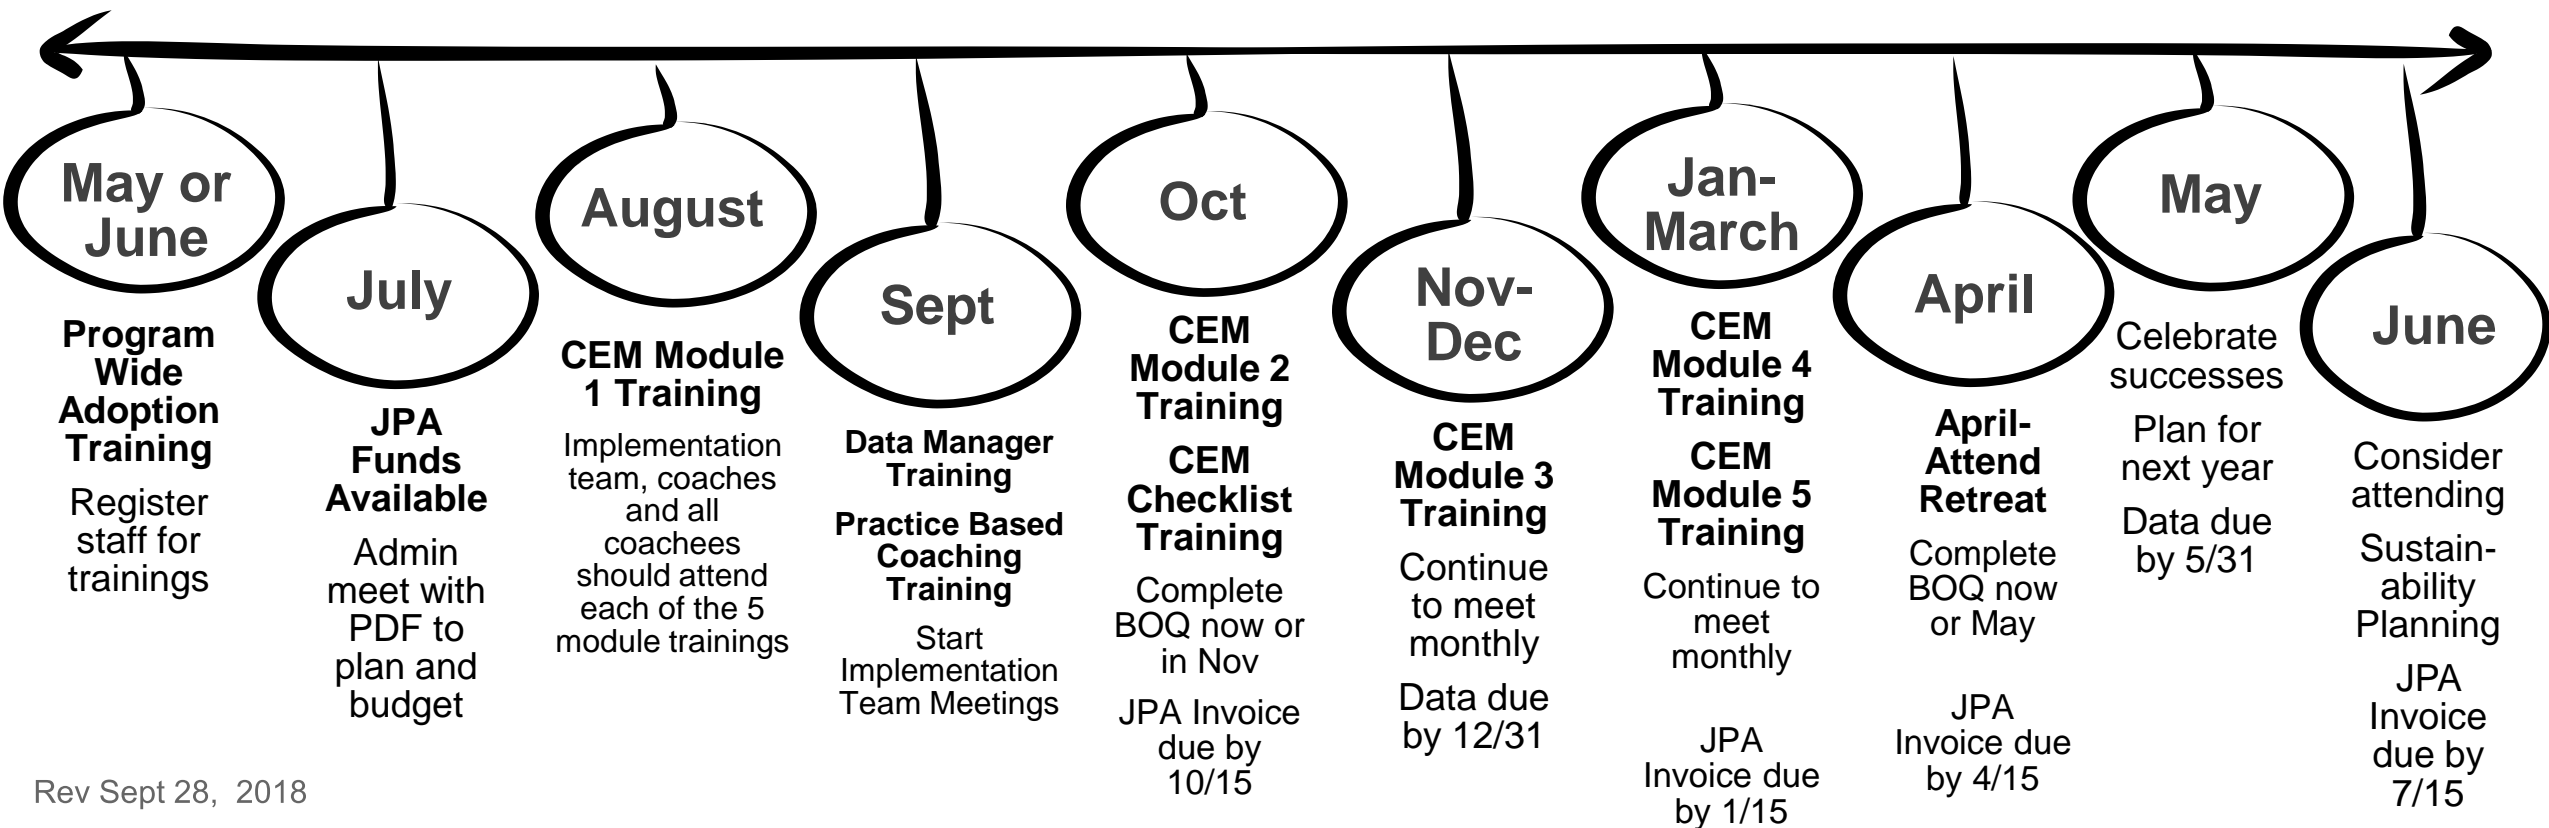 May or
June
Program
Wide
Adoption
Training
Register
staff for
trainings
July
JPA
Funds
Available
Admin
meet with
PDF to
plan and
budget
August
CEM Module
1 Training
Implementation
team, coaches
and all
coachees
should attend
each of the 5
module trainings
Sept
Data Manager
Training
Practice Based
Coaching
Training
Start
Implementation
Team Meetings
Oct
CEM
Module 2
Training
CEM
Checklist
Training
Complete
BOQ now or
in Nov
JPA Invoice
due by
10/15
Nov-
Dec
CEM
Module 3
Training
Continue
to meet
monthly
Data due
by 12/31
Jan-
March
CEM
Module 4
Training
CEM
Module 5
Training
Continue to
meet
monthly
JPA
Invoice due
by 1/15
April
April-
Attend
Retreat
Complete
BOQ now
or May
JPA
Invoice due
by 4/15
May
Celebrate
successes
Plan for
next year
Data due
by 5/31
June
Consider
attending
Sustain-
ability
Planning
JPA
Invoice
due by
7/15
Rev Sept 28, 2018